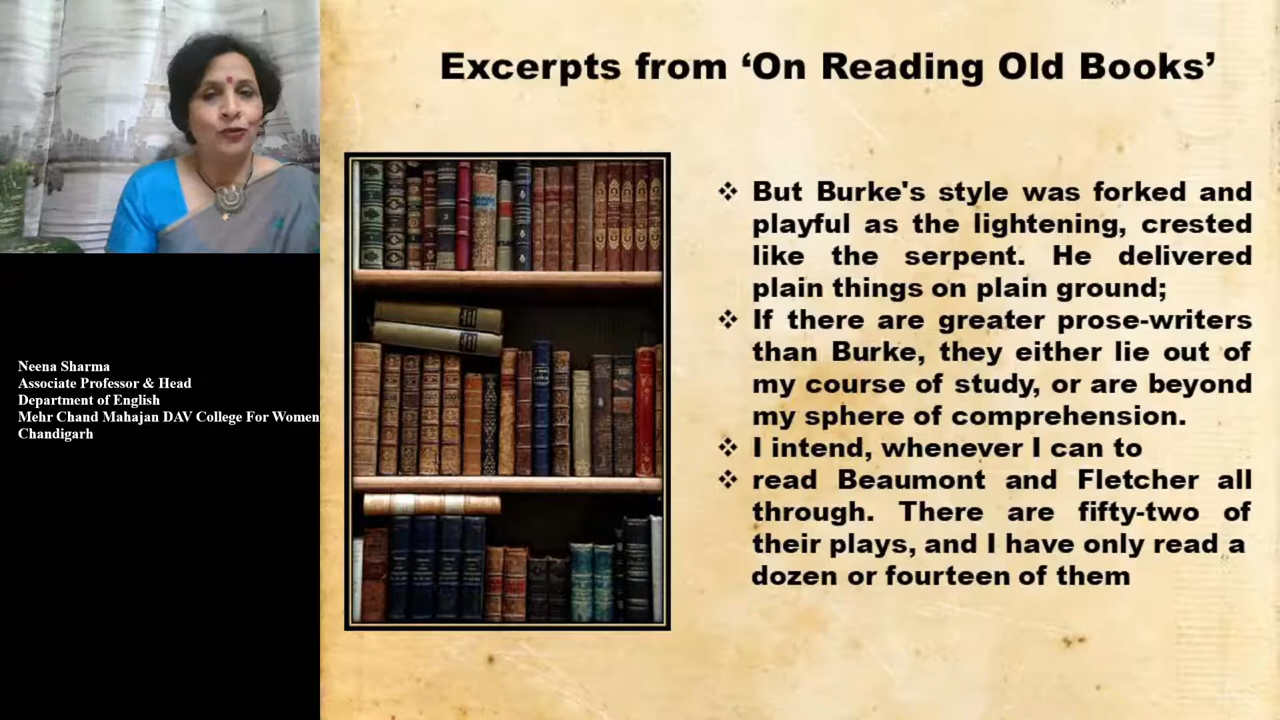 Excerpts from ‘On Reading Old Books’
❖ But Burke's style was forked and
playful as the lightening, crested
like the serpent. He delivered
plain things on plain ground;
❖ If there are greater prose-writers
than Burke, they either lie out of
my course of study, or are beyond
my sphere of comprehension.
❖ I intend, whenever I can to
❖ read Beaumont and Fletcher all
through. There are fifty-two of
their plays, and I have only read a
dozen or fourteen of them
Neena Sharma
Associate Professor & Head
Department of English
Mehr Chand Mahajan DAV College For Women
Chandigarh